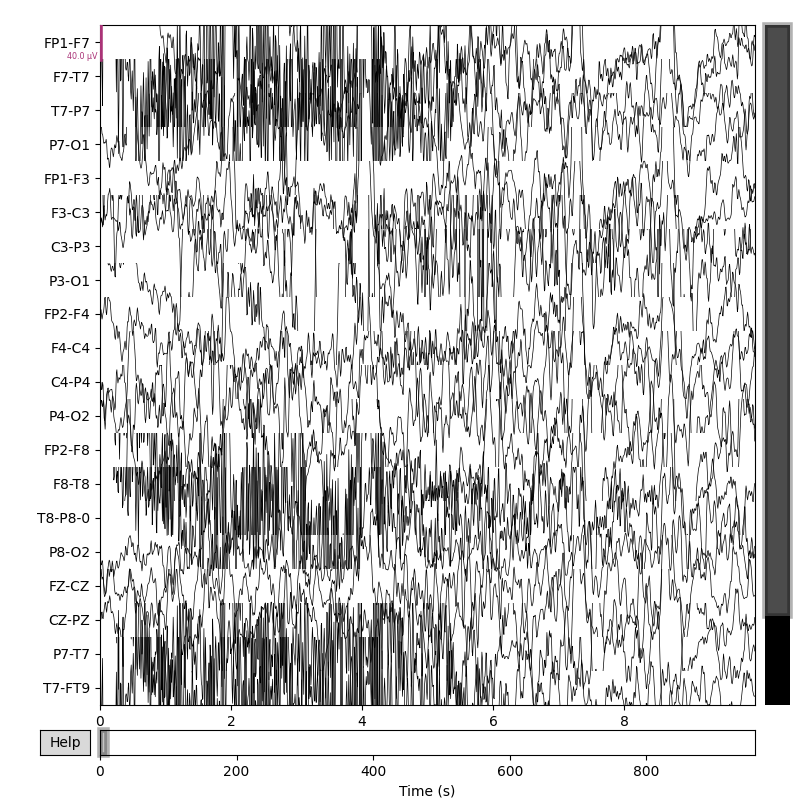 FP1-F7
40.0 µV
F7-T7
T7-P7
P7-O1
FP1-F3
F3-C3
C3-P3
P3-O1
FP2-F4
F4-C4
C4-P4
P4-O2
FP2-F8
F8-T8
T8-P8-0
P8-O2
FZ-CZ
CZ-PZ
P7-T7
T7-FT9
0 2 4 6 8
Help
0 200 400 600 800
Time (s)